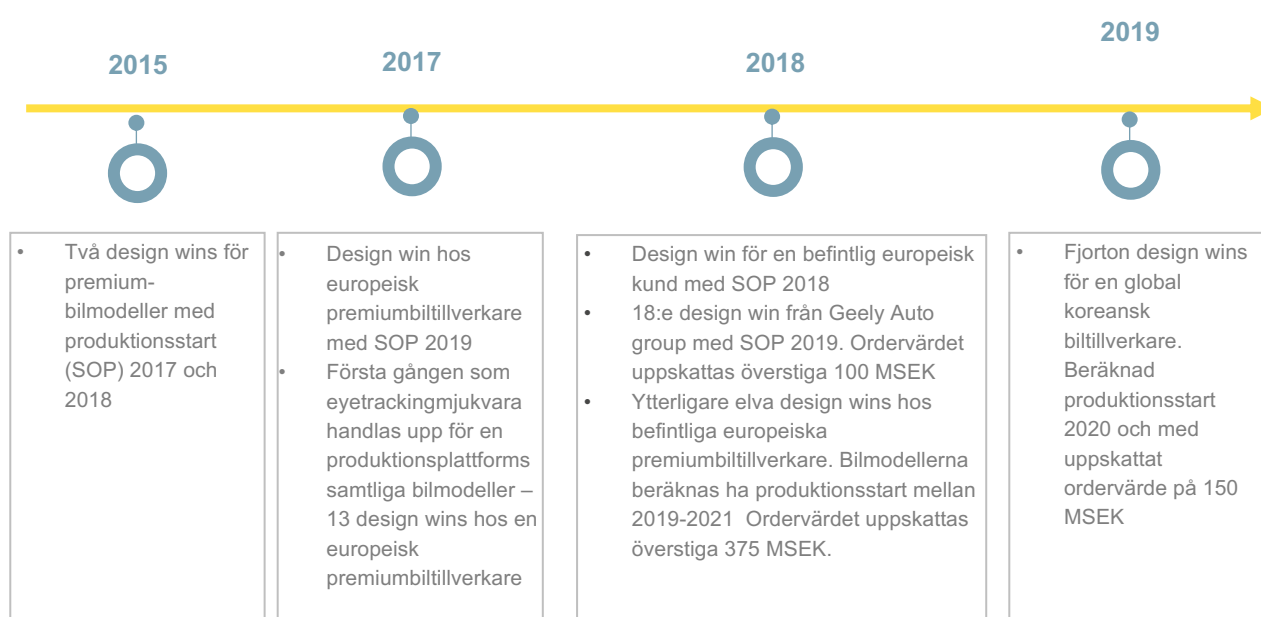 2015
2017
2018
2019
• Två design wins för
premium-
bilmodeller med
produktionsstart
(SOP) 2017 och
2018
• Design win hos
europeisk
premiumbiltillverkare
med SOP 2019
• Första gången som
eyetrackingmjukvara
handlas upp för en
produktionsplattforms
samtliga bilmodeller –
13 design wins hos en
europeisk
premiumbiltillverkare
• Design win för en befintlig europeisk
kund med SOP 2018
• 18:e design win från Geely Auto
group med SOP 2019. Ordervärdet
uppskattas överstiga 100 MSEK
• Ytterligare elva design wins hos
befintliga europeiska
premiumbiltillverkare. Bilmodellerna
beräknas ha produktionsstart mellan
2019-2021 Ordervärdet uppskattas
överstiga 375 MSEK.
• Fjorton design wins
för en global
koreansk
biltillverkare.
Beräknad
produktionsstart
2020 och med
uppskattat
ordervärde på 150
MSEK